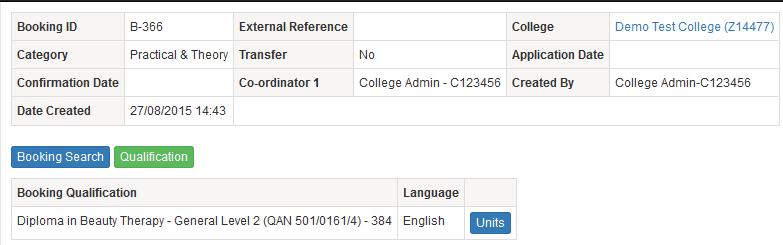 Booking ID B-366 External Reference College Demo Test College (Z14477)
Category Practical & Theory Transfer No Application Date
Confirmation Date Co-ordinator 1 College Admin - C123456 Created By College Admin-C123456
Date Created 27/08/2015 14:43
Booking Search Qualification
Booking Qualification Language
Diploma in Beauty Therapy - General Level 2 (QAN 501/0161/4) - 384 English Units